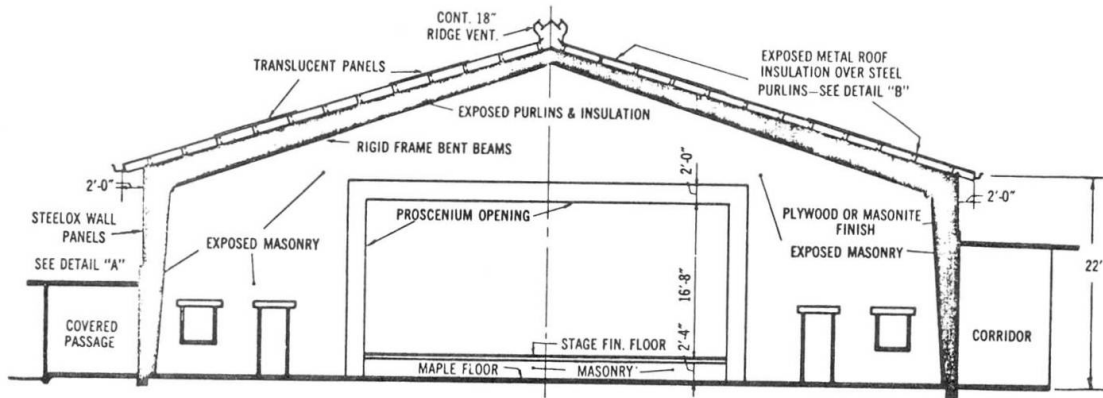 CONT. 18"
RIDGE VENT.
TRANSLUCENT PANELS
EXPOSED METAL ROOF
INSULATION OVER STEEL
PURLINS—SEE DETAIL "B"
EXPOSED PURLINS & INSULATION
RIGID FRAME BENT BEAMS
2'-0"
2'-0"
2'-0"
STEELOX WALL
PANELS
PROSCENIUM OPENING
PLYWOOD OR MASONITE
FINISH
EXPOSED MASONRY
EXPOSED MASONRY
SEE DETAIL "A"
22'
16'-8"
COVERED
PASSAGE
STAGE FIN. FLOOR
CORRIDOR
2'-4"
MAPLE FLOOR
MASONRY